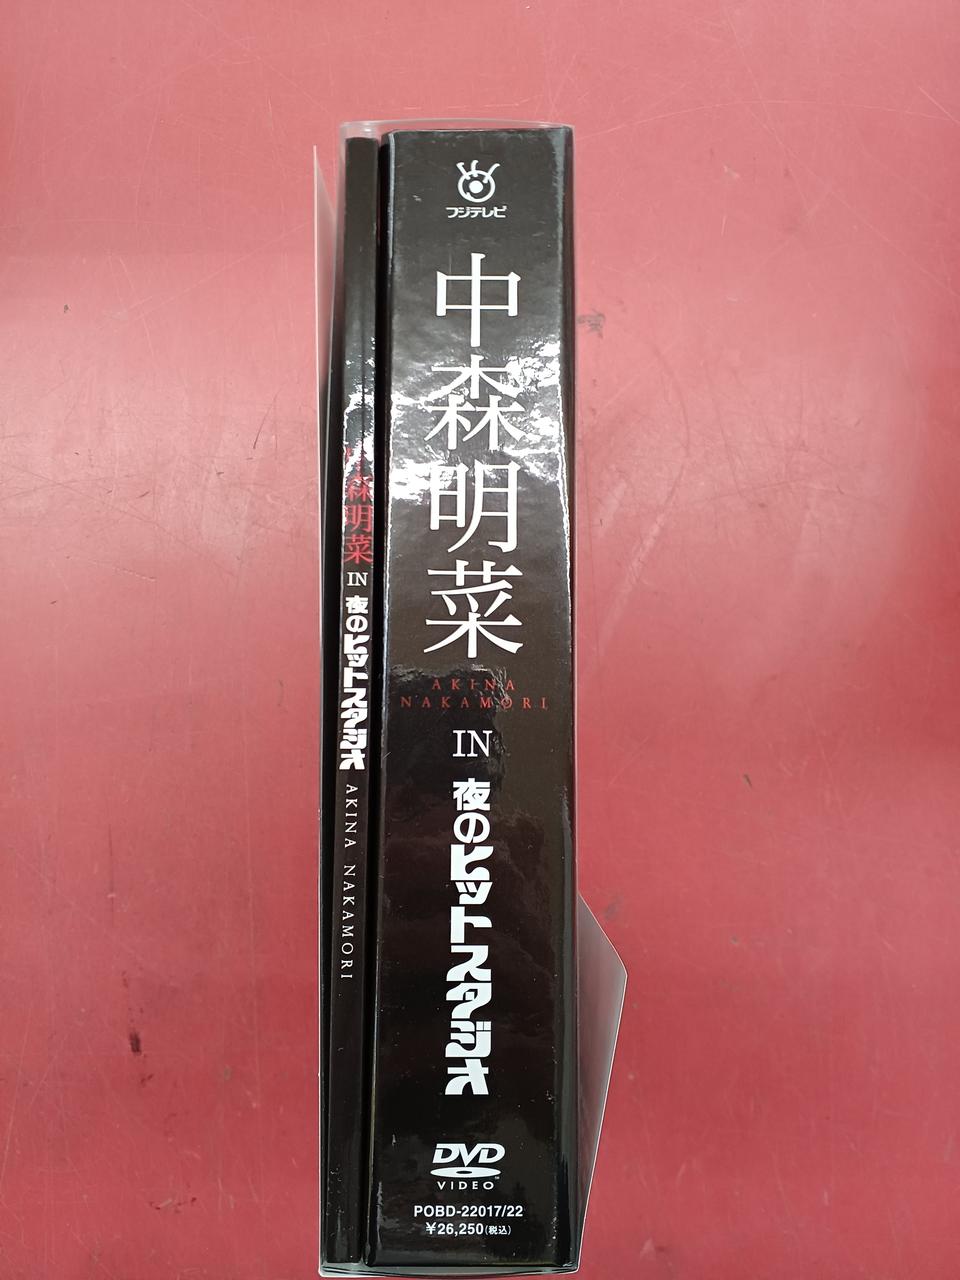 中森明菜
IN
夜のヒットスタジオ
AKINA NAKAMORI
フジテレビ
中森明菜
AKINA
NAKAMORI
IN
夜のヒットスタジオ
DVD
VIDEO
POBD-22017/22
¥26,250(税込)